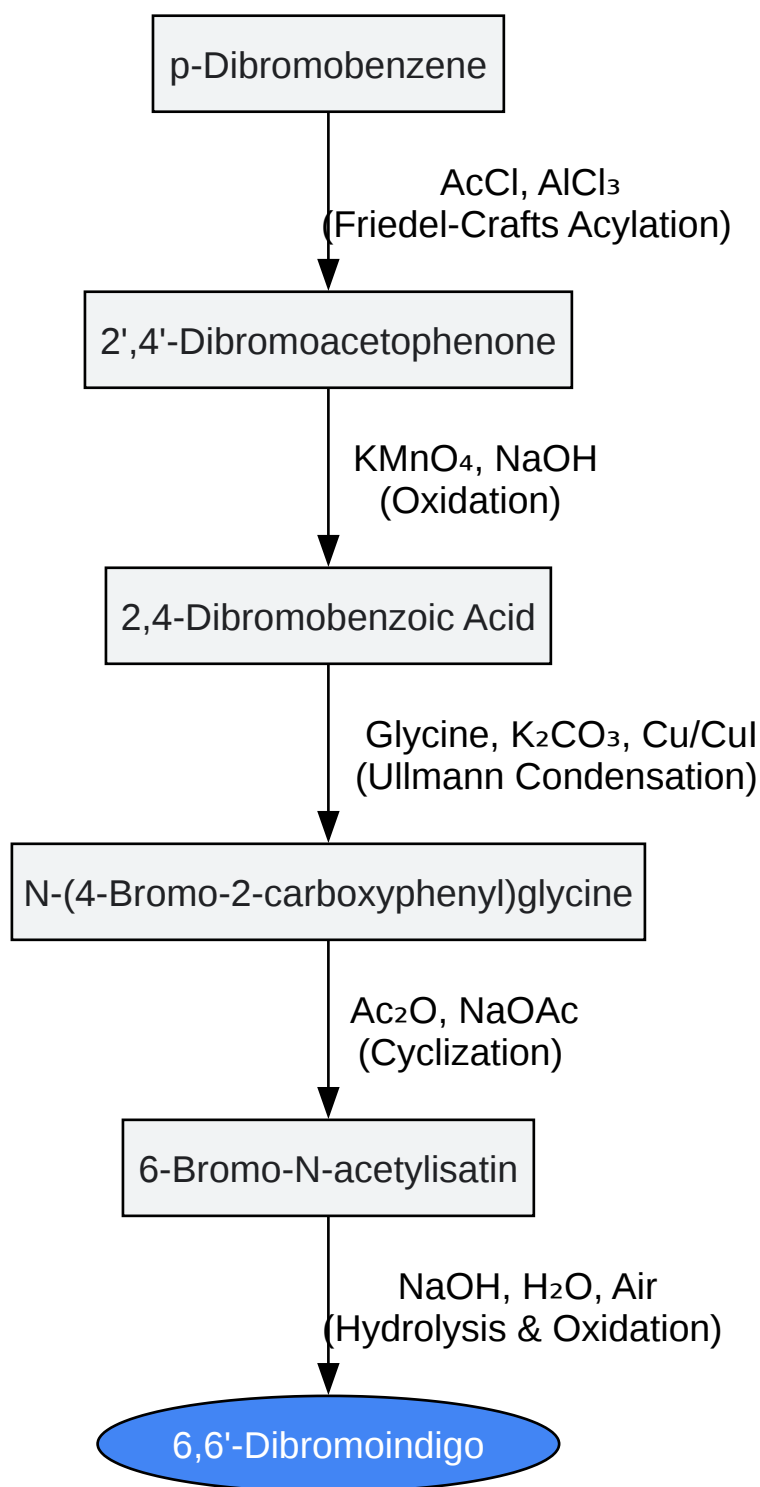 p-Dibromobenzene
AcCl, AlCl₃
(Friedel-Crafts Acylation)
2',4'-Dibromoacetophenone
KMnO₄, NaOH
(Oxidation)
2,4-Dibromobenzoic Acid
Glycine, K₂CO₃, Cu/CuI
(Ullmann Condensation)
N-(4-Bromo-2-carboxyphenyl)glycine
Ac₂O, NaOAc
(Cyclization)
6-Bromo-N-acetylisatin
NaOH, H₂O, Air
(Hydrolysis & Oxidation)
6,6'-Dibromoindigo